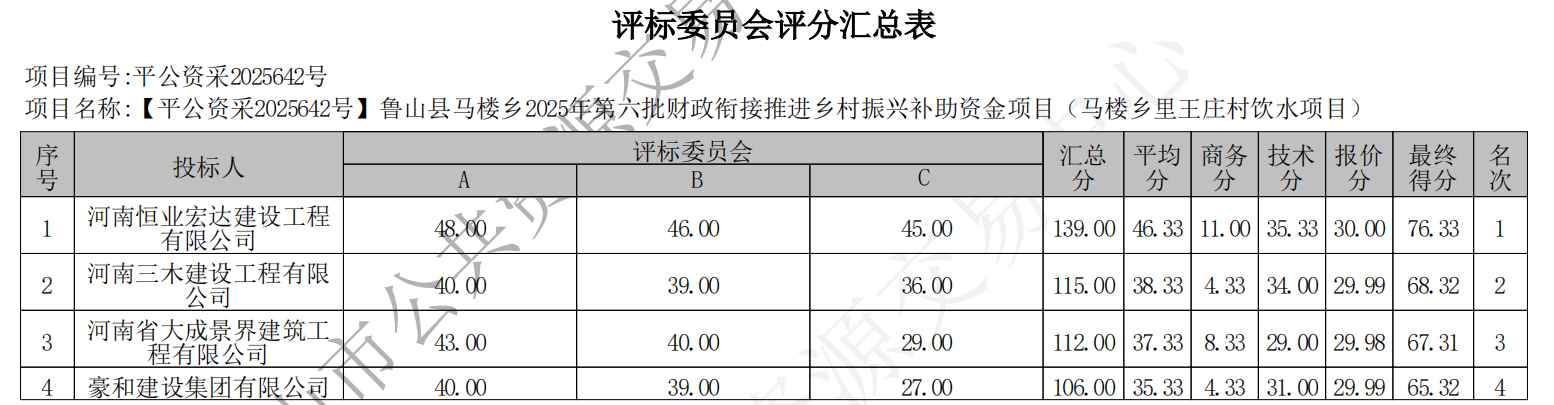 评标委员会评分汇总表
项目编号:平公资采2025642号
项目名称:【平公资采2025642号】鲁山县马楼乡2025年第六批财政衔接推进乡村振兴补助资金项目（马楼乡里王庄村饮水项目）
序号 投标人 评标委员会 汇总分 平均分 商务分 技术分 报价分 最终得分 名次
A B C
1 河南恒业宏达建设工程有限公司 48.00 46.00 45.00 139.00 46.33 11.00 35.33 30.00 76.33 1
2 河南三木建设工程有限公司 40.00 39.00 36.00 115.00 38.33 4.33 34.00 29.99 68.32 2
3 河南省大成景界建筑工程有限公司 43.00 40.00 29.00 112.00 37.33 8.33 29.00 29.98 67.31 3
4 豪和建设集团有限公司 40.00 39.00 27.00 106.00 35.33 4.33 31.00 29.99 65.32 4
市公共资源交易
源交易中心